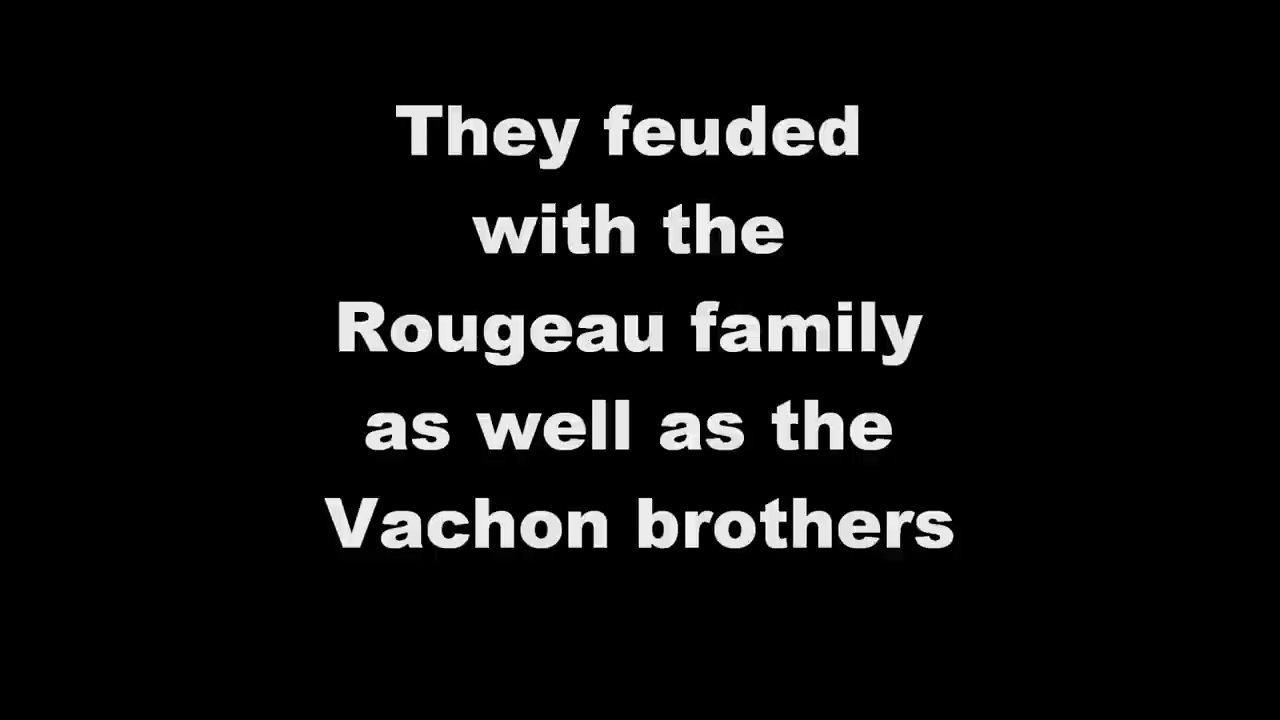 They feuded
with the
Rougeau family
as well as the
Vachon brothers